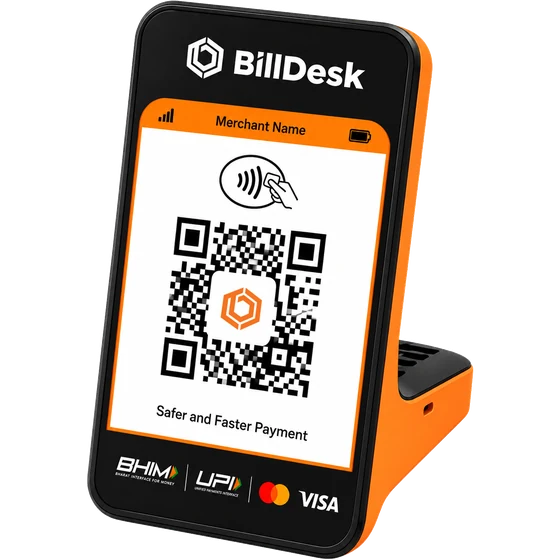 BillDesk
Merchant Name
Safer and Faster Payment
BHIM
BHARAT INTERFACE FOR MONEY
UPI
UNIFIED PAYMENTS INTERFACE
VISA